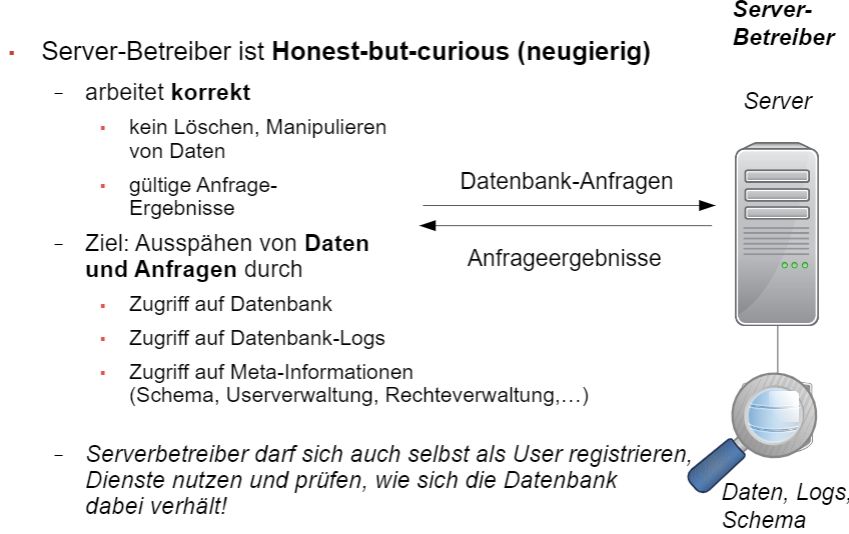 Server-Betreiber ist Honest-but-curious (neugierig)
– arbeitet korrekt
kein Löschen, Manipulieren
von Daten
gültige Anfrage-
Ergebnisse
– Ziel: Ausspähen von Daten
und Anfragen durch
Zugriff auf Datenbank
Zugriff auf Datenbank-Logs
Zugriff auf Meta-Informationen
(Schema, Userverwaltung, Rechteverwaltung,...)
– Serverbetreiber darf sich auch selbst als User registrieren,
Dienste nutzen und prüfen, wie sich die Datenbank
dabei verhält!
Datenbank-Anfragen
Anfrageergebnisse
Server-
Betreiber
Server
Daten, Logs,
Schema